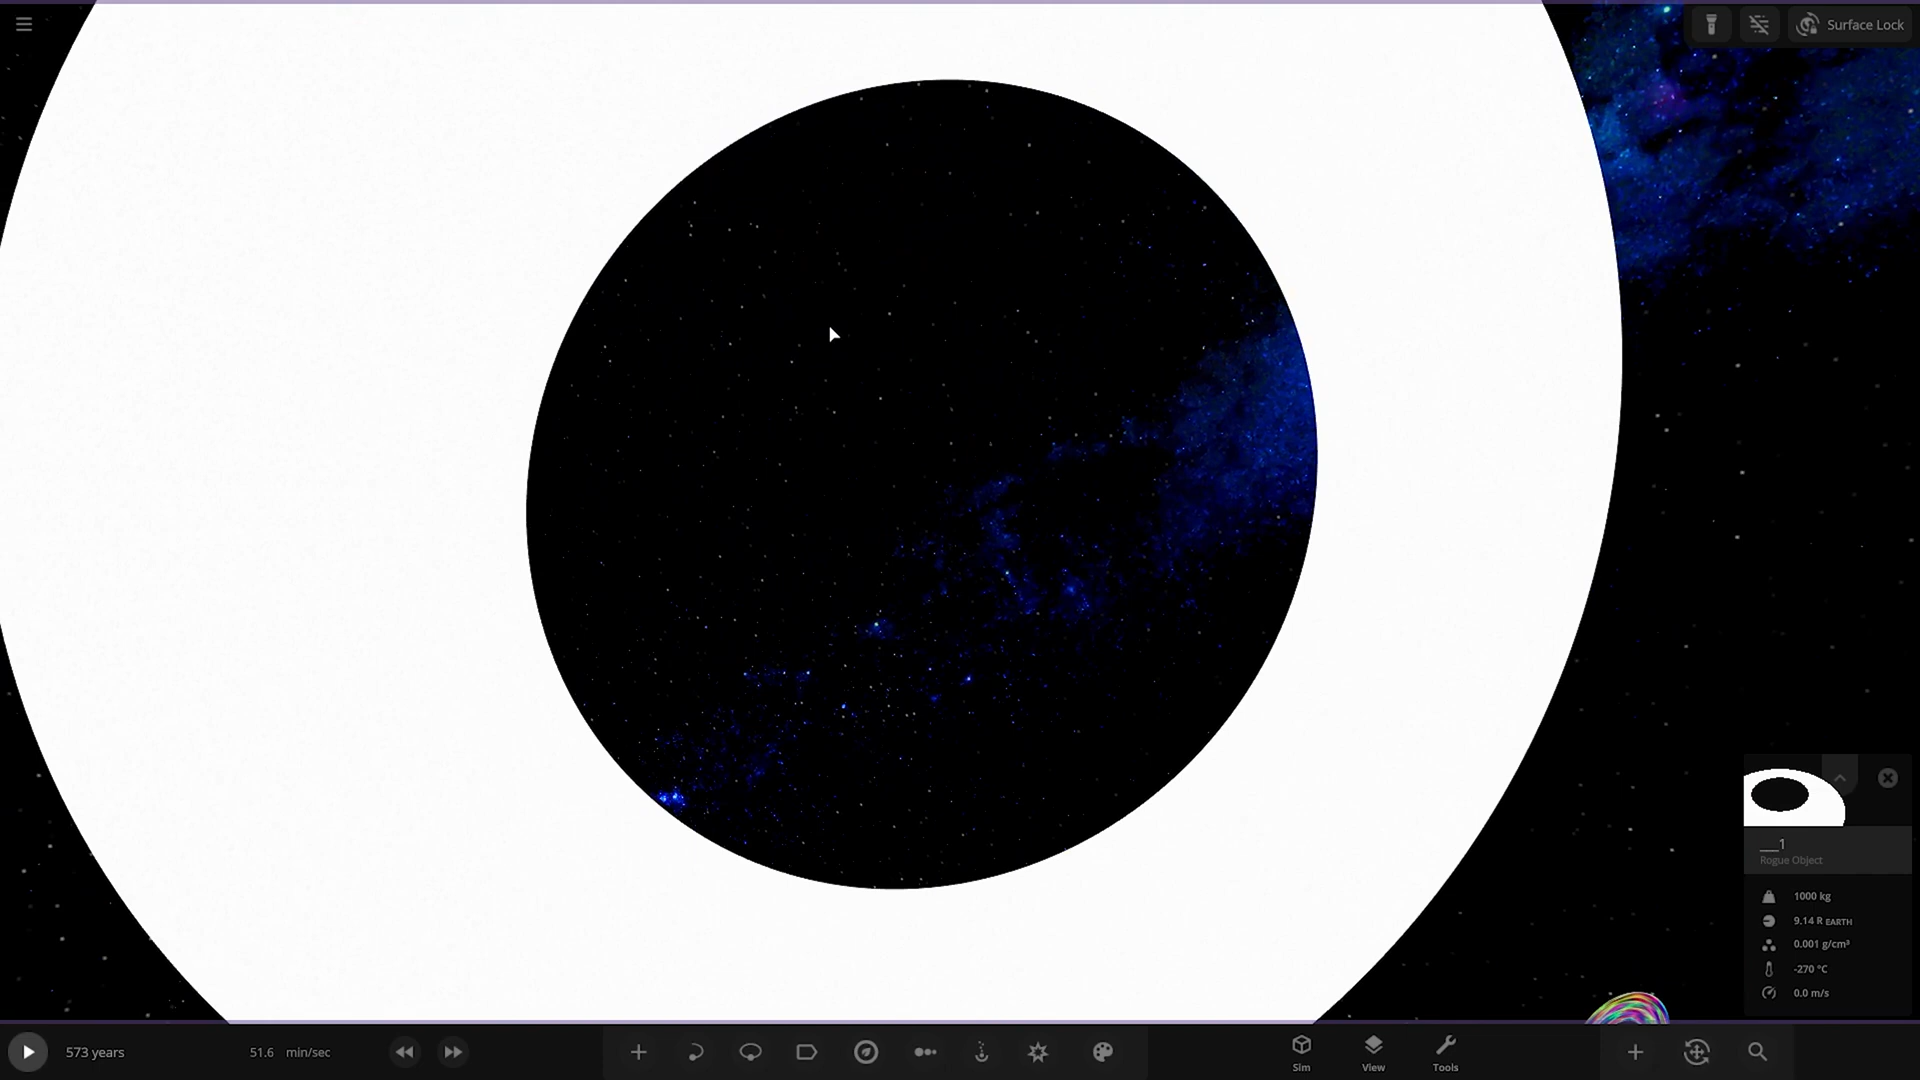 Surface Lock
___1
Rogue Object
1000 kg
9.14 R EARTH
0.001 g/cm³
-270 °C
0.0 m/s
573 years
51.6 min/sec
Sim
View
Tools